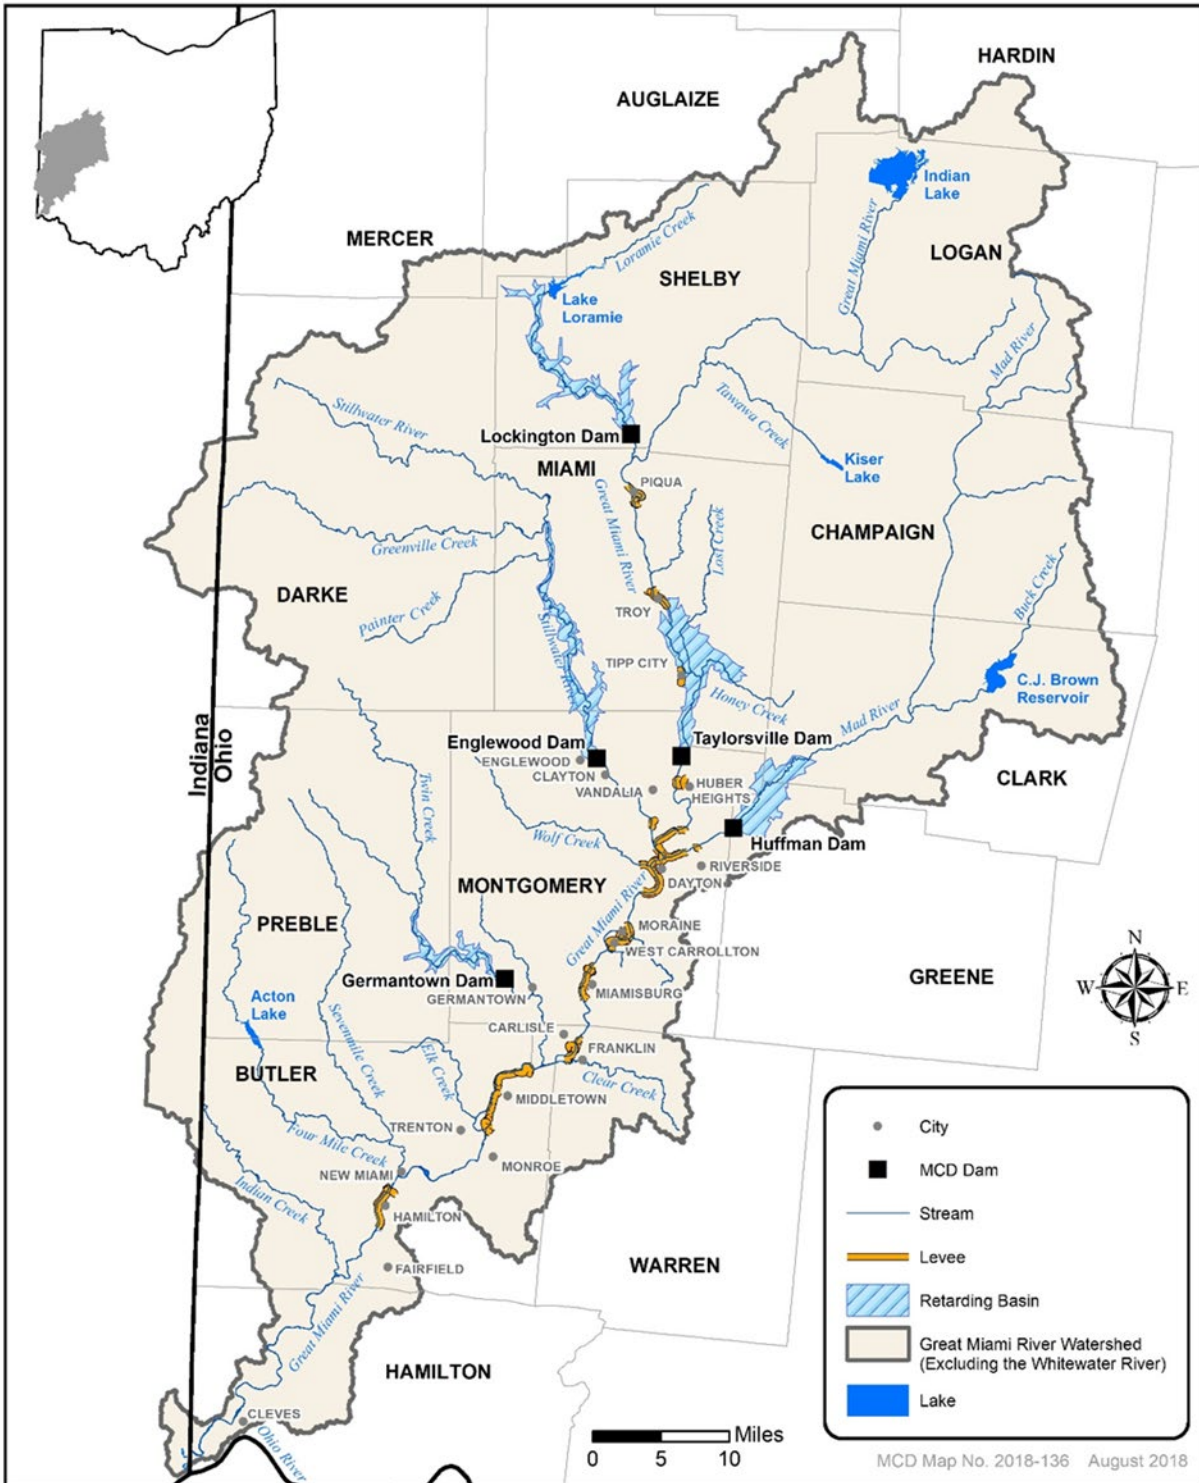 HARDIN
AUGLAIZE
Indian
Lake
MERCER
Loramie Creek
Great Miami River
LOGAN
SHELBY
Lake
Loramie
Mad River
Stillwater River
Tawawa Creek
Lockington Dam
MIAMI
Kiser
Lake
PIQUA
Great Miami River
Lost Creek
CHAMPAIGN
Greenville Creek
DARKE
Painter Creek
Buck Creek
TROY
Stillwater River
TIPP CITY
Honey Creek
C.J. Brown
Reservoir
Mad River
Indiana
Ohio
Englewood Dam
Taylorsville Dam
ENGLEWOOD
CLAYTON
VANDALIA
HUBER
HEIGHTS
CLARK
Twin Creek
Wolf Creek
Huffman Dam
RIVERSIDE
DAYTON
MONTGOMERY
PREBLE
Great Miami River
MORAINE
WEST CARROLLTON
Germantown Dam
GERMANTOWN
MIAMISBURG
GREENE
N
W
E
S
Acton
Lake
Sevenmile Creek
CARLISLE
FRANKLIN
BUTLER
Elk Creek
Clear Creek
MIDDLETOWN
TRENTON
Four Mile Creek
MONROE
NEW MIAMI
Indian Creek
HAMILTON
FAIRFIELD
WARREN
Great Miami River
HAMILTON
CLEVES
Ohio River
City
MCD Dam
Stream
Levee
Retarding Basin
Great Miami River Watershed
(Excluding the Whitewater River)
Lake
Miles
0 5 10
MCD Map No. 2018-136 August 2018